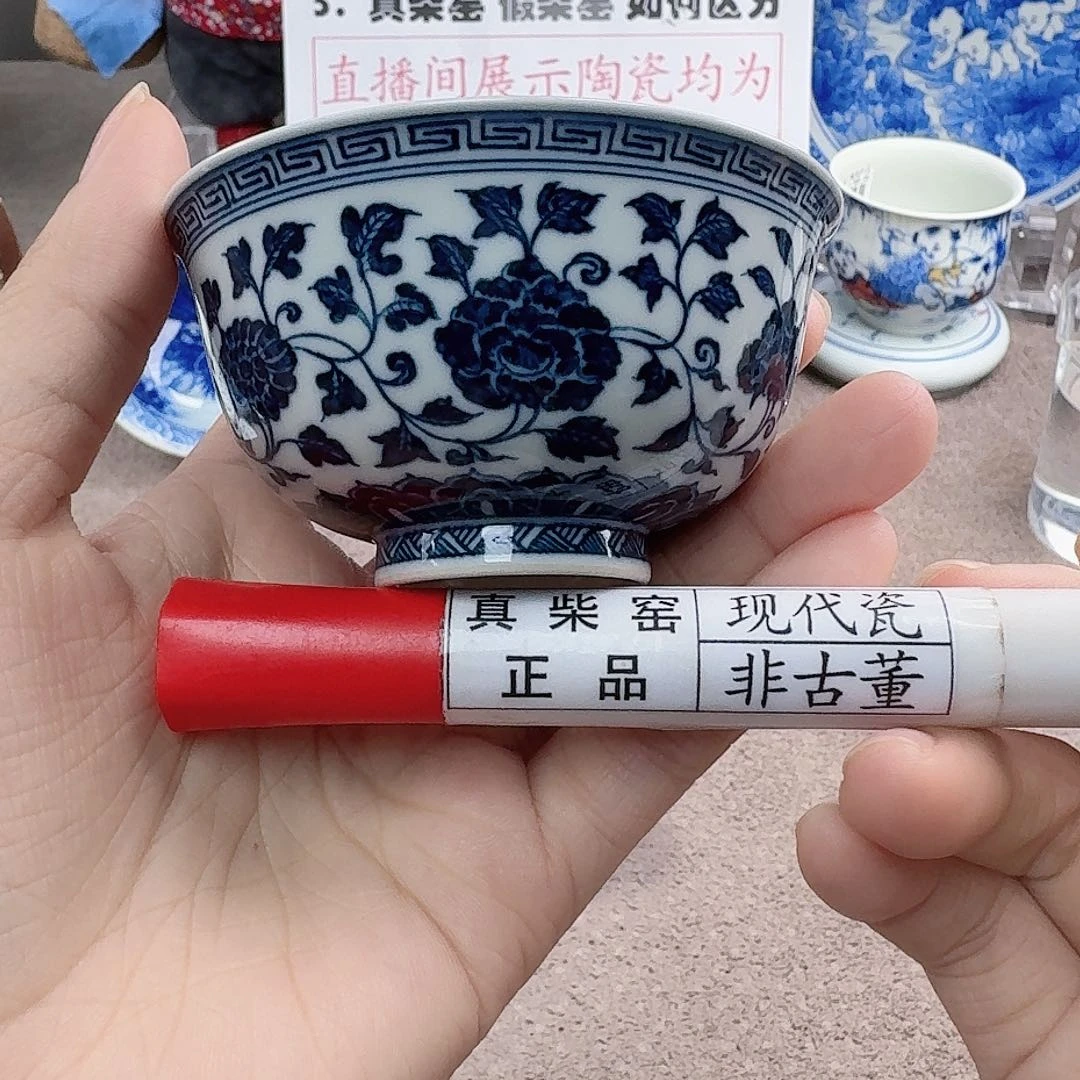 3. 真柴窑 假柴窑 如何区分
直播间展示陶瓷均为
真柴窑
正品
现代瓷
非古董